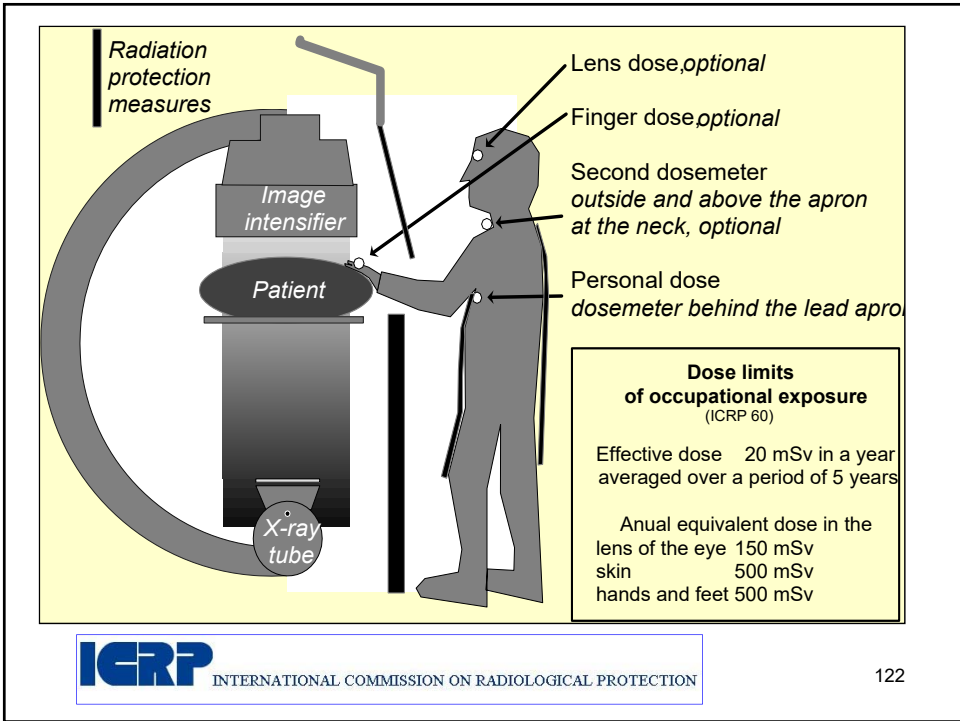 Radiation
protection
measures
Lens dose,optional
Finger dose,optional
Second dosemeter
outside and above the apron
at the neck, optional
Personal dose
dosemeter behind the lead apro
Image
intensifier
Patient
X-ray
tube
Dose limits
of occupational exposure
(ICRP 60)
Effective dose 20 mSv in a year
averaged over a period of 5 years
Anual equivalent dose in the
lens of the eye 150 mSv
skin 500 mSv
hands and feet 500 mSv
ICRP INTERNATIONAL COMMISSION ON RADIOLOGICAL PROTECTION
122